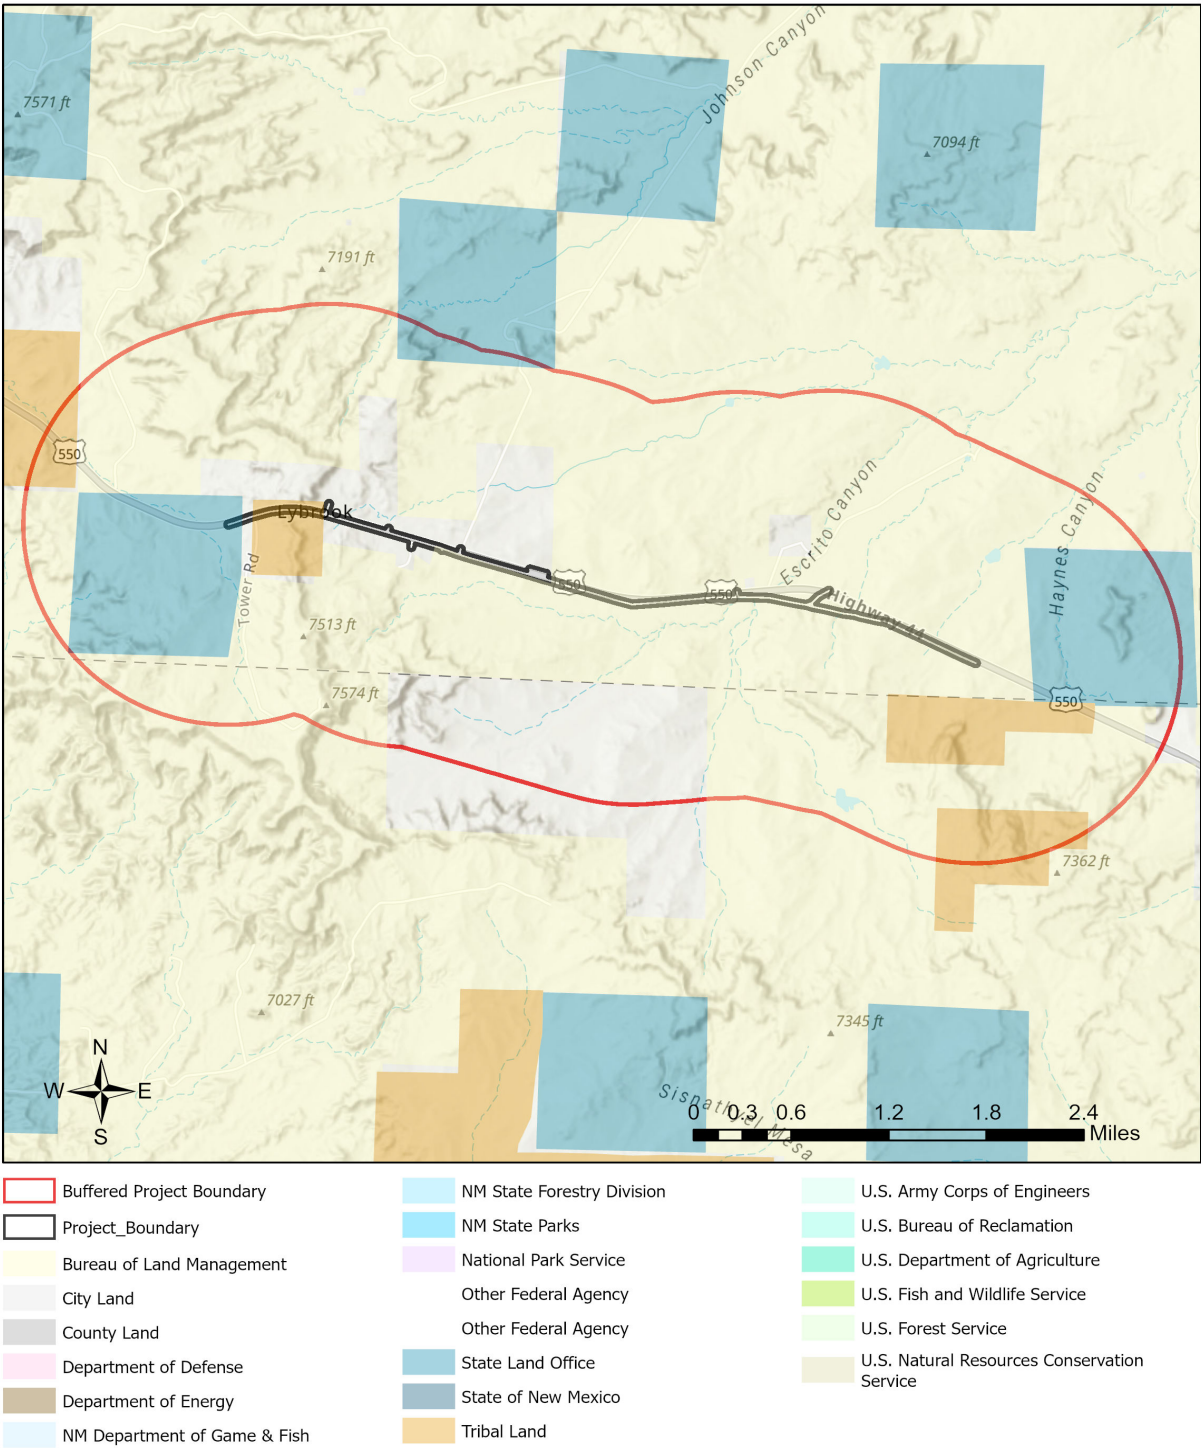 Johnson Canyon
7571 ft
7094 ft
7191 ft
550
Lybrook
Tower Rd
Escrito Canyon
Haynes Canyon
550
550
Highway 44
7513 ft
7574 ft
550
7362 ft
7027 ft
7345 ft
Sisnathyel Mesa
N
W E
S
0 0.3 0.6 1.2 1.8 2.4
Miles
Buffered Project Boundary
Project_Boundary
Bureau of Land Management
City Land
County Land
Department of Defense
Department of Energy
NM Department of Game & Fish
NM State Forestry Division
NM State Parks
National Park Service
Other Federal Agency
Other Federal Agency
State Land Office
State of New Mexico
Tribal Land
U.S. Army Corps of Engineers
U.S. Bureau of Reclamation
U.S. Department of Agriculture
U.S. Fish and Wildlife Service
U.S. Forest Service
U.S. Natural Resources Conservation
Service